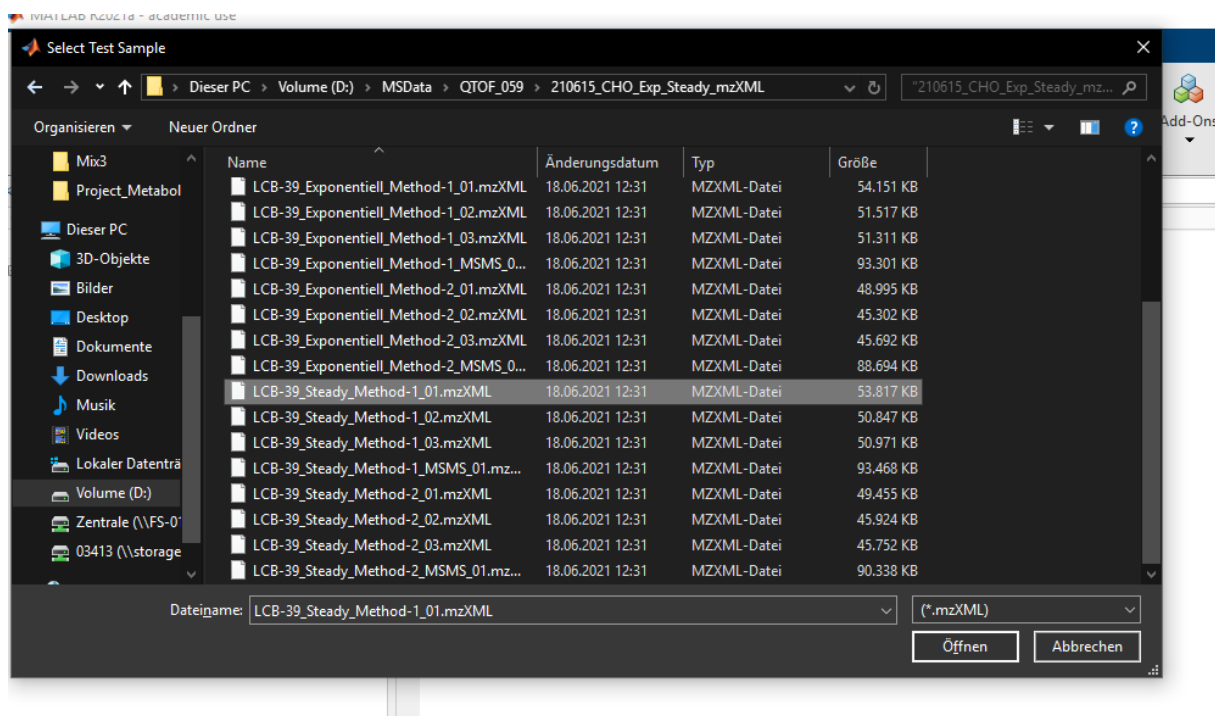 MATLAB R2021a - academic use
Select Test Sample
Dieser PC > Volume (D:) > MSData > QTOF_059 > 210615_CHO_Exp_Steady_mzXML
"210615_CHO_Exp_Steady_mz...
Organisieren
Neuer Ordner
Add-Ons
Mix3
Project_Metabol
Dieser PC
3D-Objekte
Bilder
Desktop
Dokumente
Downloads
Musik
Videos
Lokaler Datenträ
Volume (D:)
Zentrale (\\FS-01
03413 (\\storage
Name Änderungsdatum Typ Größe
LCB-39_Exponentiell_Method-1_01.mzXML 18.06.2021 12:31 MZXML-Datei 54.151 KB
LCB-39_Exponentiell_Method-1_02.mzXML 18.06.2021 12:31 MZXML-Datei 51.517 KB
LCB-39_Exponentiell_Method-1_03.mzXML 18.06.2021 12:31 MZXML-Datei 51.311 KB
LCB-39_Exponentiell_Method-1_MSMS_0... 18.06.2021 12:31 MZXML-Datei 93.301 KB
LCB-39_Exponentiell_Method-2_01.mzXML 18.06.2021 12:31 MZXML-Datei 48.995 KB
LCB-39_Exponentiell_Method-2_02.mzXML 18.06.2021 12:31 MZXML-Datei 45.302 KB
LCB-39_Exponentiell_Method-2_03.mzXML 18.06.2021 12:31 MZXML-Datei 45.692 KB
LCB-39_Exponentiell_Method-2_MSMS_0... 18.06.2021 12:31 MZXML-Datei 88.694 KB
LCB-39_Steady_Method-1_01.mzXML 18.06.2021 12:31 MZXML-Datei 53.817 KB
LCB-39_Steady_Method-1_02.mzXML 18.06.2021 12:31 MZXML-Datei 50.847 KB
LCB-39_Steady_Method-1_03.mzXML 18.06.2021 12:31 MZXML-Datei 50.971 KB
LCB-39_Steady_Method-1_MSMS_01.mz... 18.06.2021 12:31 MZXML-Datei 93.468 KB
LCB-39_Steady_Method-2_01.mzXML 18.06.2021 12:31 MZXML-Datei 49.455 KB
LCB-39_Steady_Method-2_02.mzXML 18.06.2021 12:31 MZXML-Datei 45.924 KB
LCB-39_Steady_Method-2_03.mzXML 18.06.2021 12:31 MZXML-Datei 45.752 KB
LCB-39_Steady_Method-2_MSMS_01.mz... 18.06.2021 12:31 MZXML-Datei 90.338 KB
Dateiname: LCB-39_Steady_Method-1_01.mzXML
(*.mzXML)
Öffnen
Abbrechen